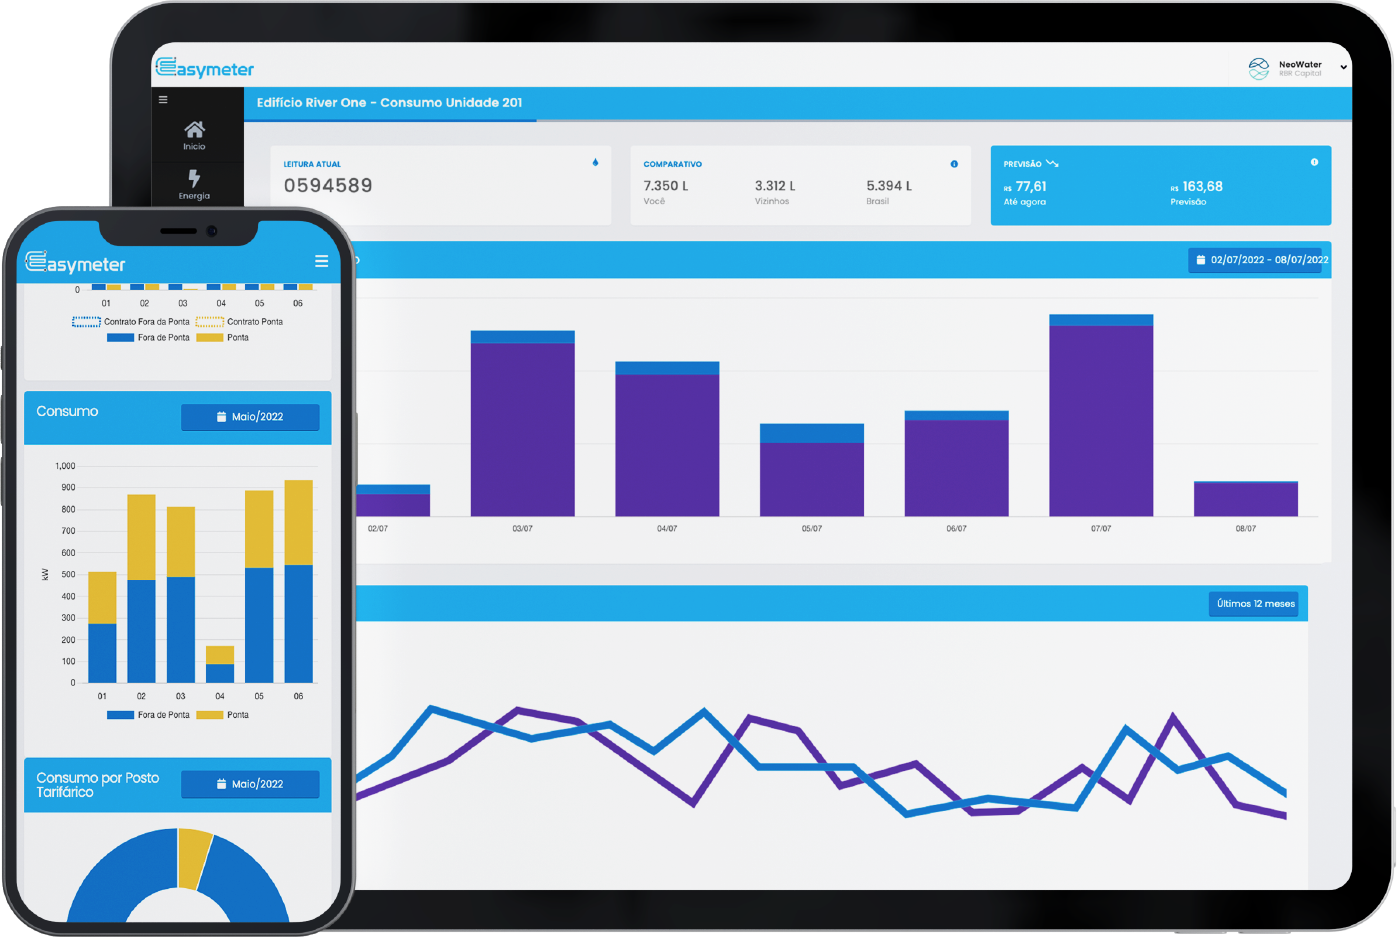 Easymeter
NeoWater
RBR Capital
Edifício River One - Consumo Unidade 201
Início
Energia
LEITURA ATUAL
0594589
COMPARATIVO
7.350 L
3.312 L
5.394 L
Você
Vizinhos
Brasil
PREVISÃO
R$ 77,61
R$ 163,68
Até agora
Previsão
02/07/2022 - 08/07/2022
02/07
03/07
04/07
05/07
06/07
07/07
08/07
Últimos 12 meses
Easymeter
0
01 02 03 04 05 06
Contrato Fora da Ponta
Contrato Ponta
Fora de Ponta
Ponta
Consumo
Maio/2022
1,000
900
800
700
600
500
400
300
200
100
0
kW
01 02 03 04 05 06
Fora de Ponta
Ponta
Consumo por Posto
Tarifárico
Maio/2022